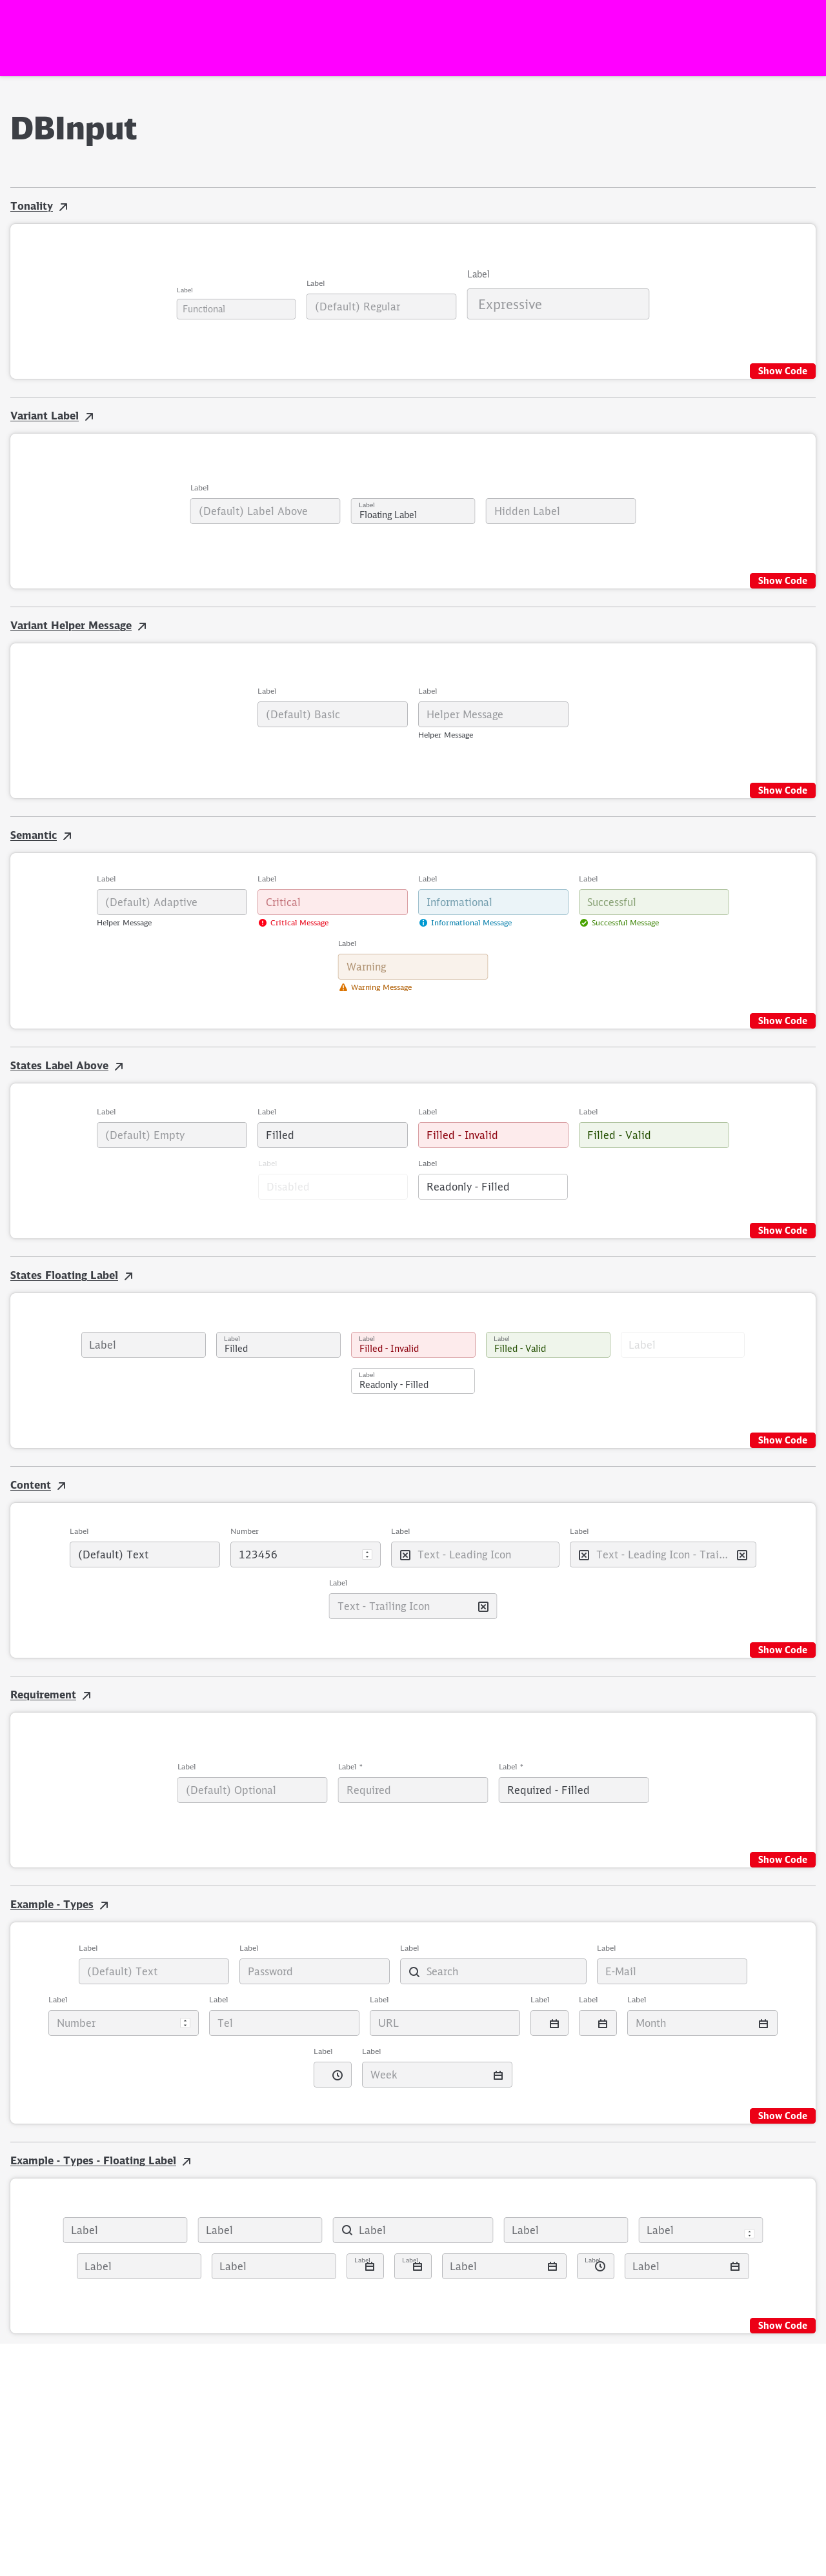 DBInput
Tonality
Label
Label
Label
Functional
(Default) Regular
Expressive
Show Code
Variant Label
Label
(Default) Label Above
Label
Floating Label
Hidden Label
Show Code
Variant Helper Message
Label
Label
(Default) Basic
Helper Message
Helper Message
Show Code
Semantic
Label
Label
Label
Label
(Default) Adaptive
Critical
Informational
Successful
Helper Message
Critical Message
Informational Message
Successful Message
Label
Warning
Warning Message
Show Code
States Label Above
Label
Label
Label
Label
(Default) Empty
Filled
Filled - Invalid
Filled - Valid
Label
Label
Disabled
Readonly - Filled
Show Code
States Floating Label
Label
Label
Filled
Label
Filled - Invalid
Label
Filled - Valid
Label
Label
Readonly - Filled
Show Code
Content
Label
Number
Label
Label
(Default) Text
123456
Text - Leading Icon
Text - Leading Icon - Trai...
Label
Text - Trailing Icon
Show Code
Requirement
Label
Label *
Label *
(Default) Optional
Required
Required - Filled
Show Code
Example - Types
Label
Label
Label
Label
(Default) Text
Password
Search
E-Mail
Label
Label
Label
Label
Label
Label
Number
Tel
URL
Month
Label
Label
Week
Show Code
Example - Types - Floating Label
Label
Label
Label
Label
Label
Label
Label
Label
Label
Label
Label
Label
Show Code